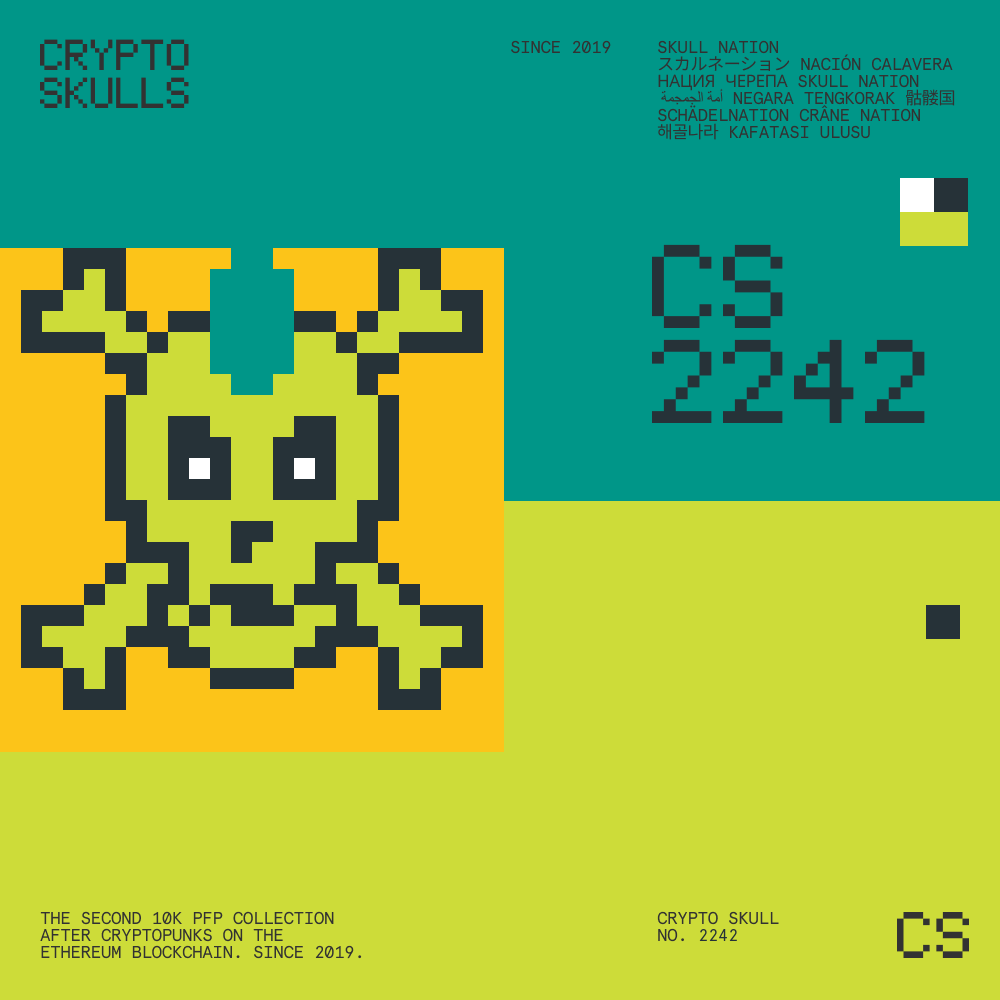 CRYPTO
SKULLS
SINCE 2019
SKULL NATION
スカルネーション NACIÓN CALAVERA
НАЦИЯ ЧЕРЕПА SKULL NATION
أمة الجمجمة NEGARA TENGKORAK 骷髅国
SCHÄDELNATION CRÂNE NATION
해골나라 KAFATASI ULUSU
CS
2242
THE SECOND 10K PFP COLLECTION
AFTER CRYPTOPUNKS ON THE
ETHEREUM BLOCKCHAIN. SINCE 2019.
CRYPTO SKULL
NO. 2242
CS